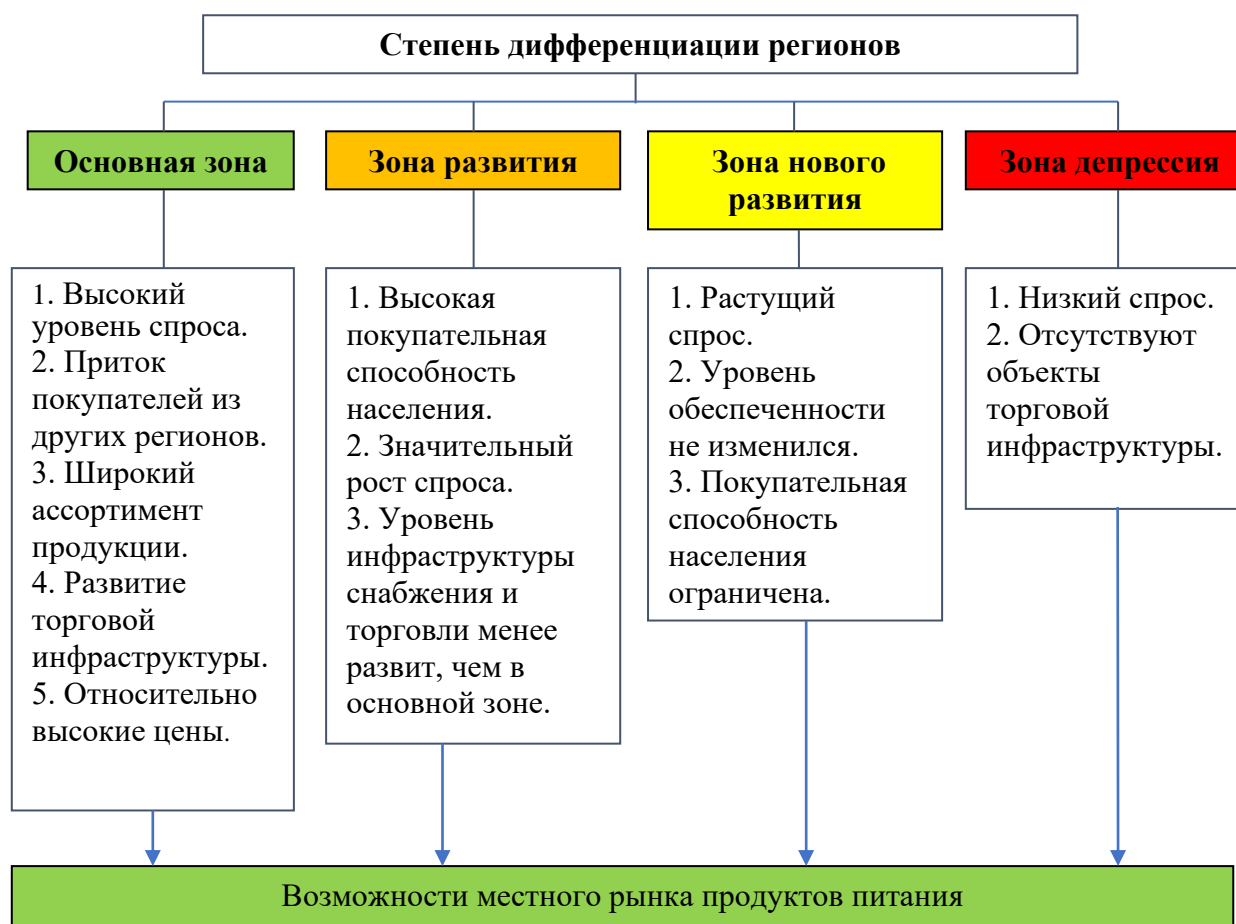 Степень дифференциации регионов
Основная зона
Зона развития
Зона нового
развития
Зона депрессия
1. Высокий
уровень спроса.
2. Приток
покупателей из
других регионов.
3. Широкий
ассортимент
продукции.
4. Развитие
торговой
инфраструктуры.
5. Относительно
высокие цены.
1. Высокая
покупательная
способность
населения.
2. Значительный
рост спроса.
3. Уровень
инфраструктуры
снабжения и
торговли менее
развит, чем в
основной зоне.
1. Растущий
спрос.
2. Уровень
обеспеченности
не изменился.
3. Покупательная
способность
населения
ограничена.
1. Низкий спрос.
2. Отсутствуют
объекты
торговой
инфраструктуры.
Возможности местного рынка продуктов питания